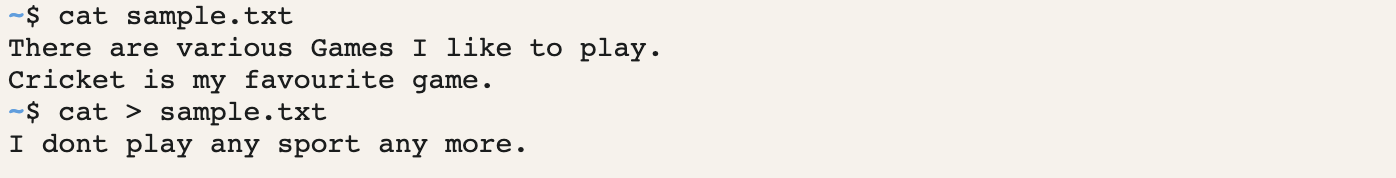 ~$ cat sample.txt
There are various Games I like to play.
Cricket is my favourite game.
~$ cat > sample.txt
I dont play any sport any more.